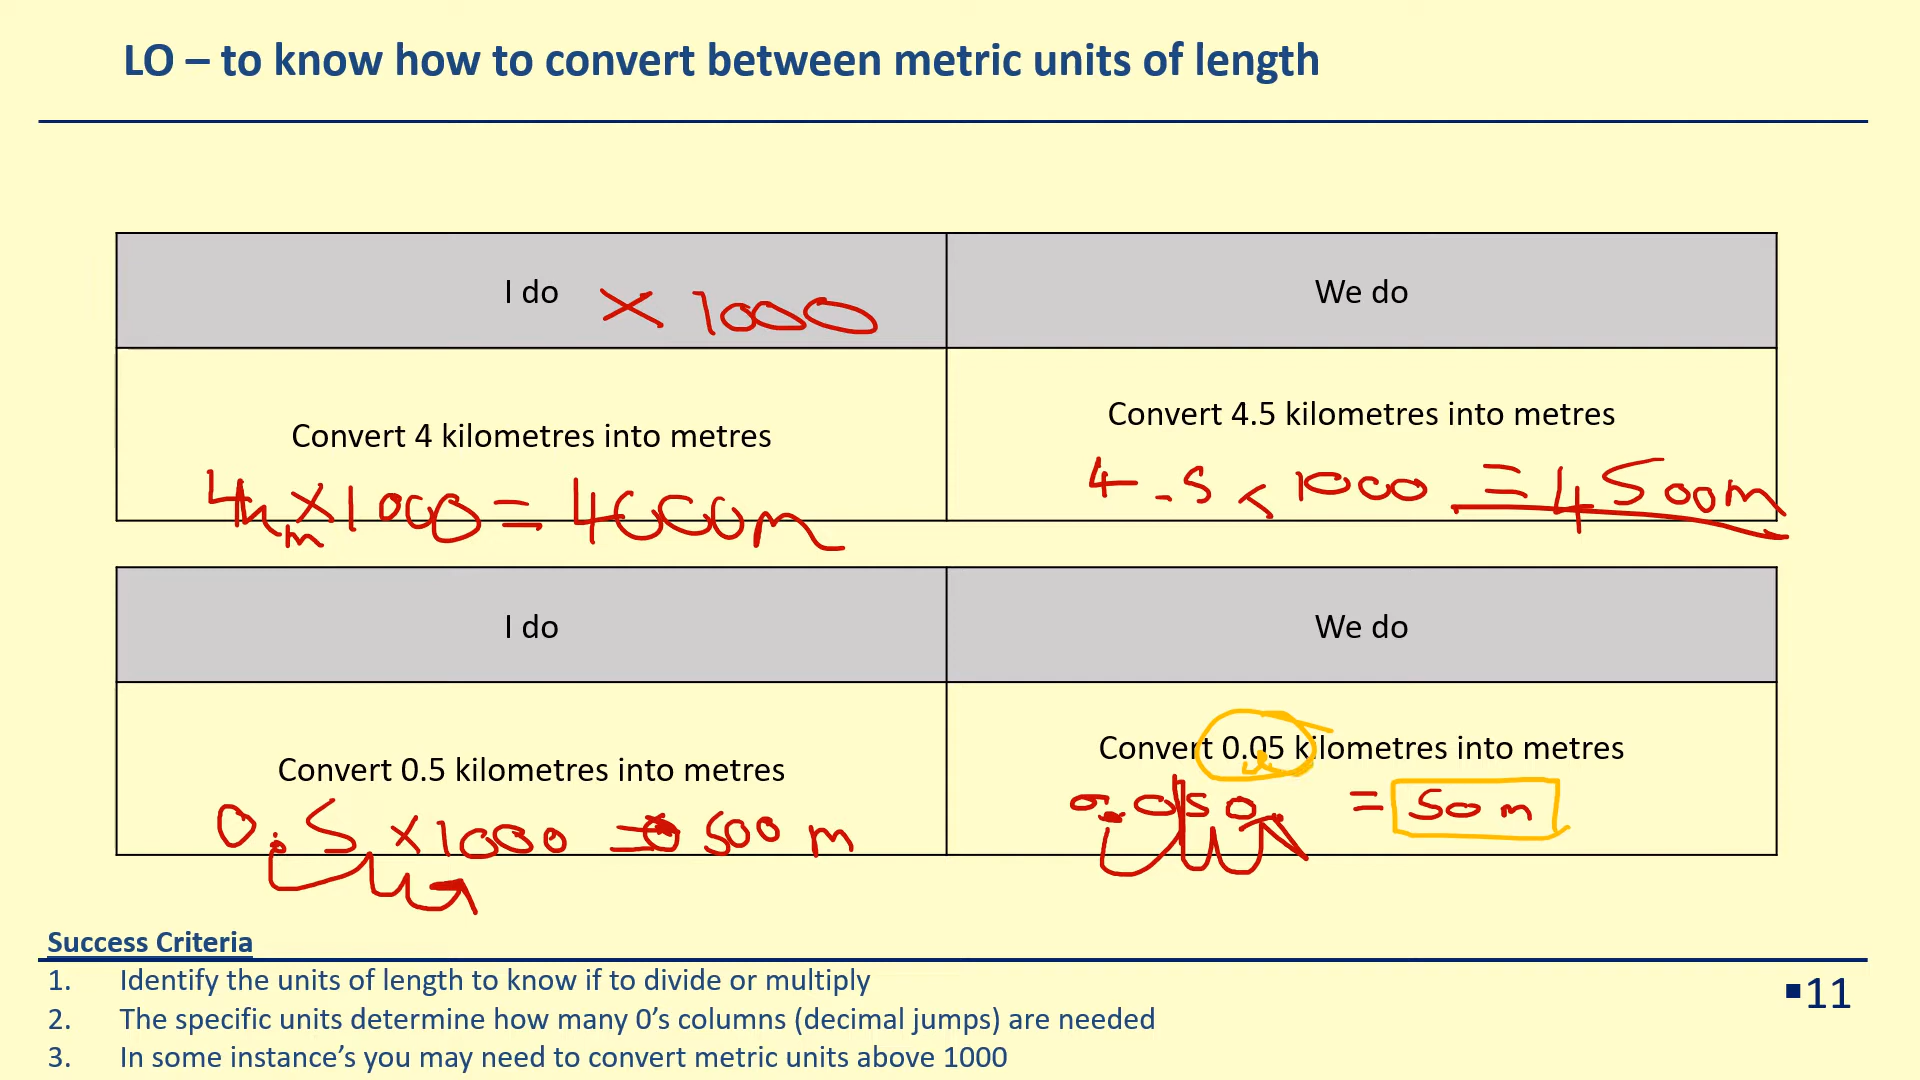 LO – to know how to convert between metric units of length
I do × 1000
We do
Convert 4 kilometres into metres
× 1000 = 4000m
Convert 4.5 kilometres into metres
4.5 × 1000 = 4500m
I do
We do
Convert 0.5 kilometres into metres
0.5 × 1000 = 500 m
Convert 0.05 kilometres into metres
0.050. = 50 m
Success Criteria
1. Identify the units of length to know if to divide or multiply
2. The specific units determine how many 0’s columns (decimal jumps) are needed
3. In some instance’s you may need to convert metric units above 1000
▪11